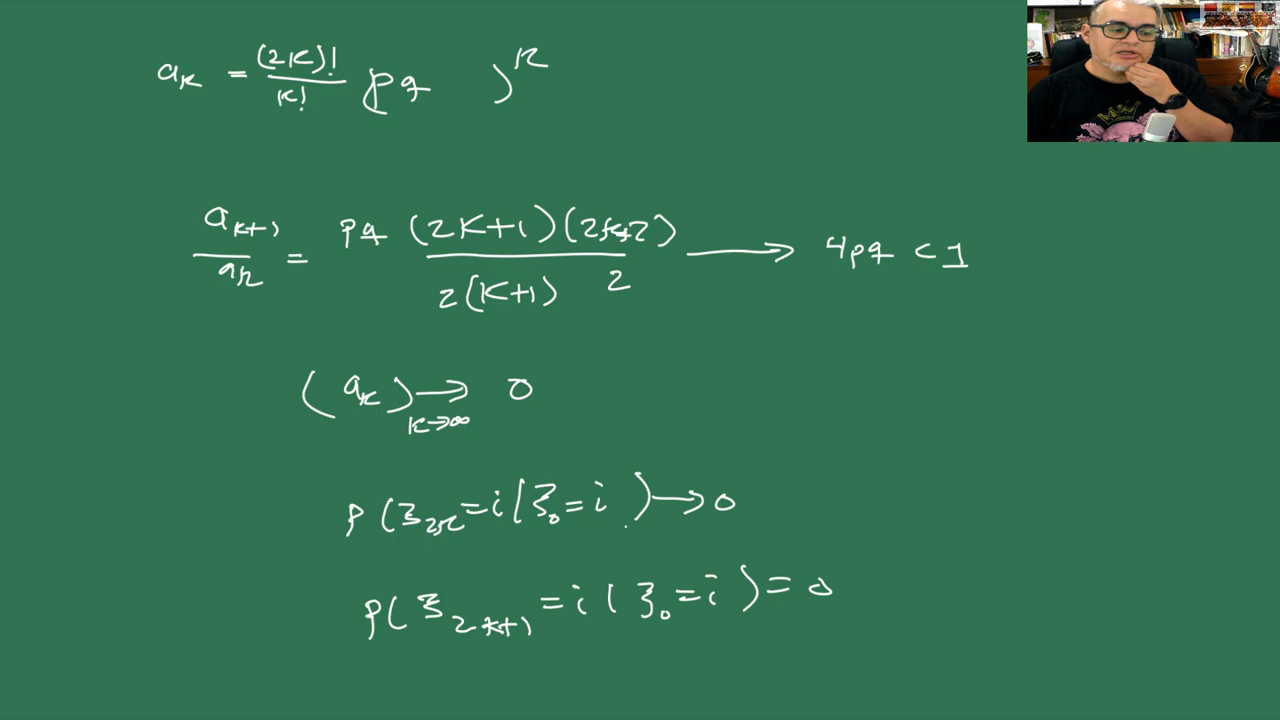 a_k = (2k)!/k! pq )^k
a_{k+1}/a_k = pq (2k+1)(2k+2) / 2(k+1) 2 → 4pq < 1
(a_k) →_{k→∞} 0
P(ξ_{2k} = i | ξ_0 = i ) → 0
P(ξ_{2k+1} = i | ξ_0 = i ) = 0